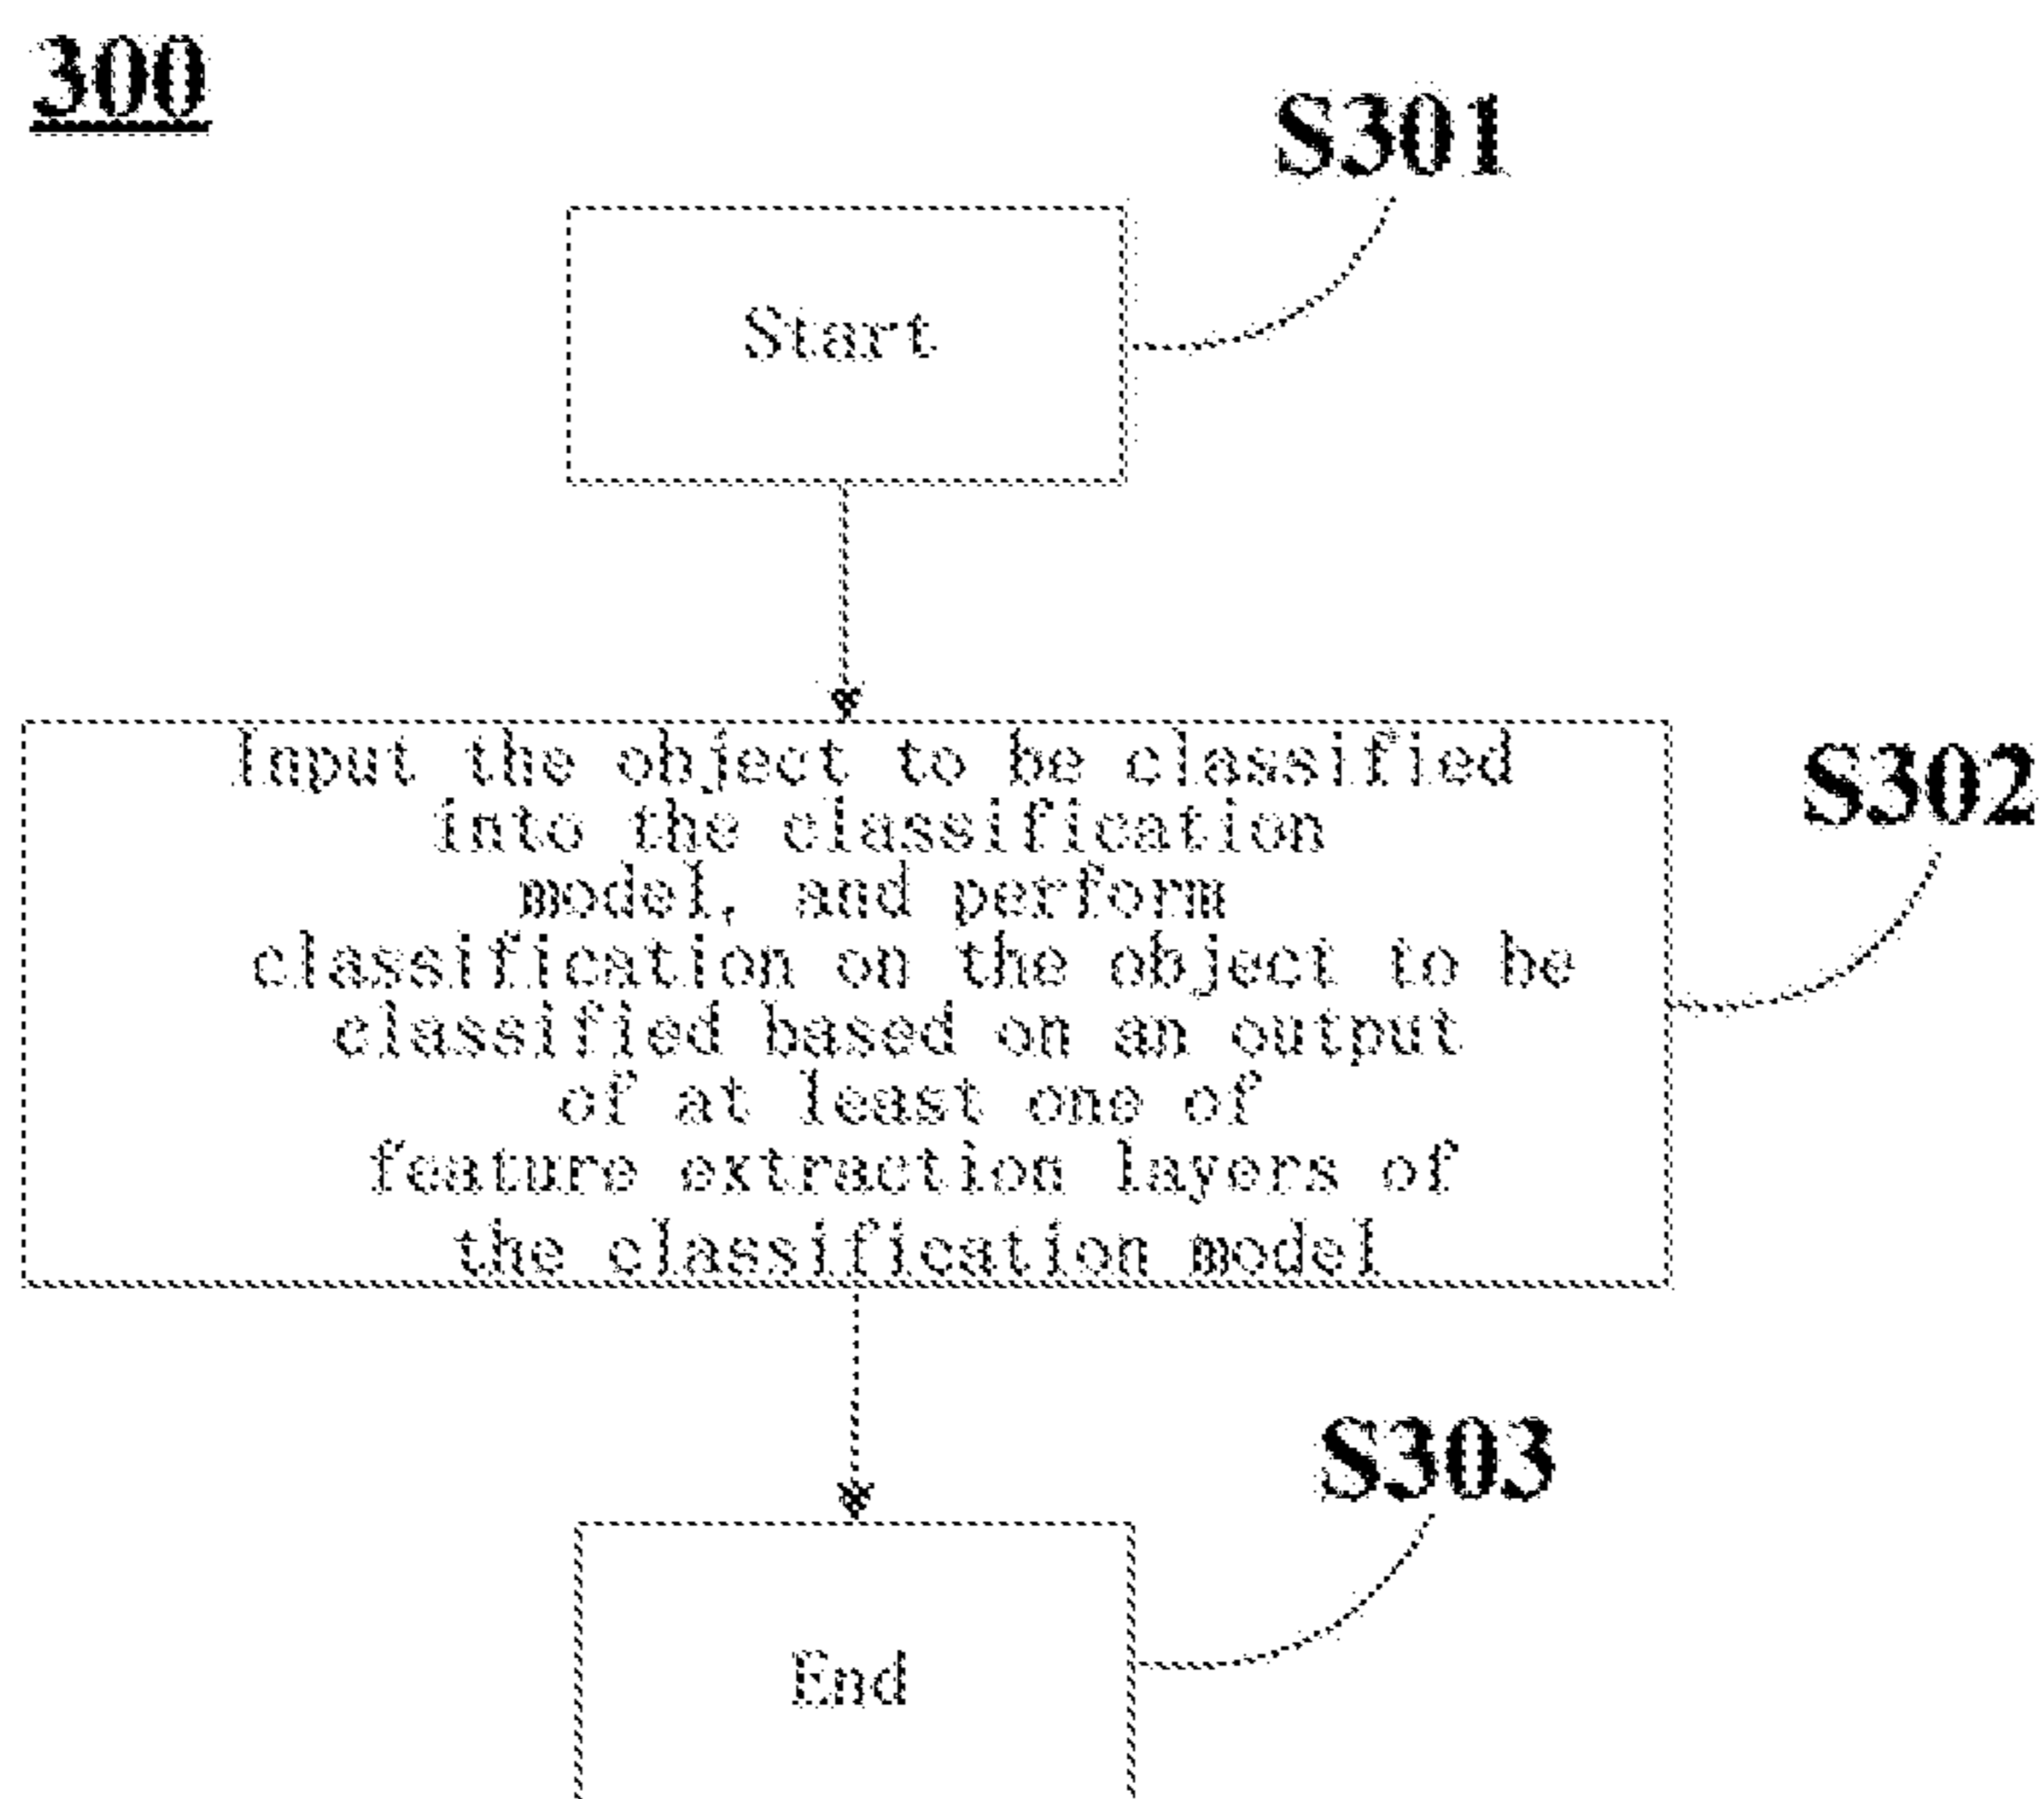 300
S301
Start
Input the object to be classified
into the classification
model, and perform
classification on the object to be
classified based on an output
of at least one of
feature extraction layers of
the classification model
S302
S303
End